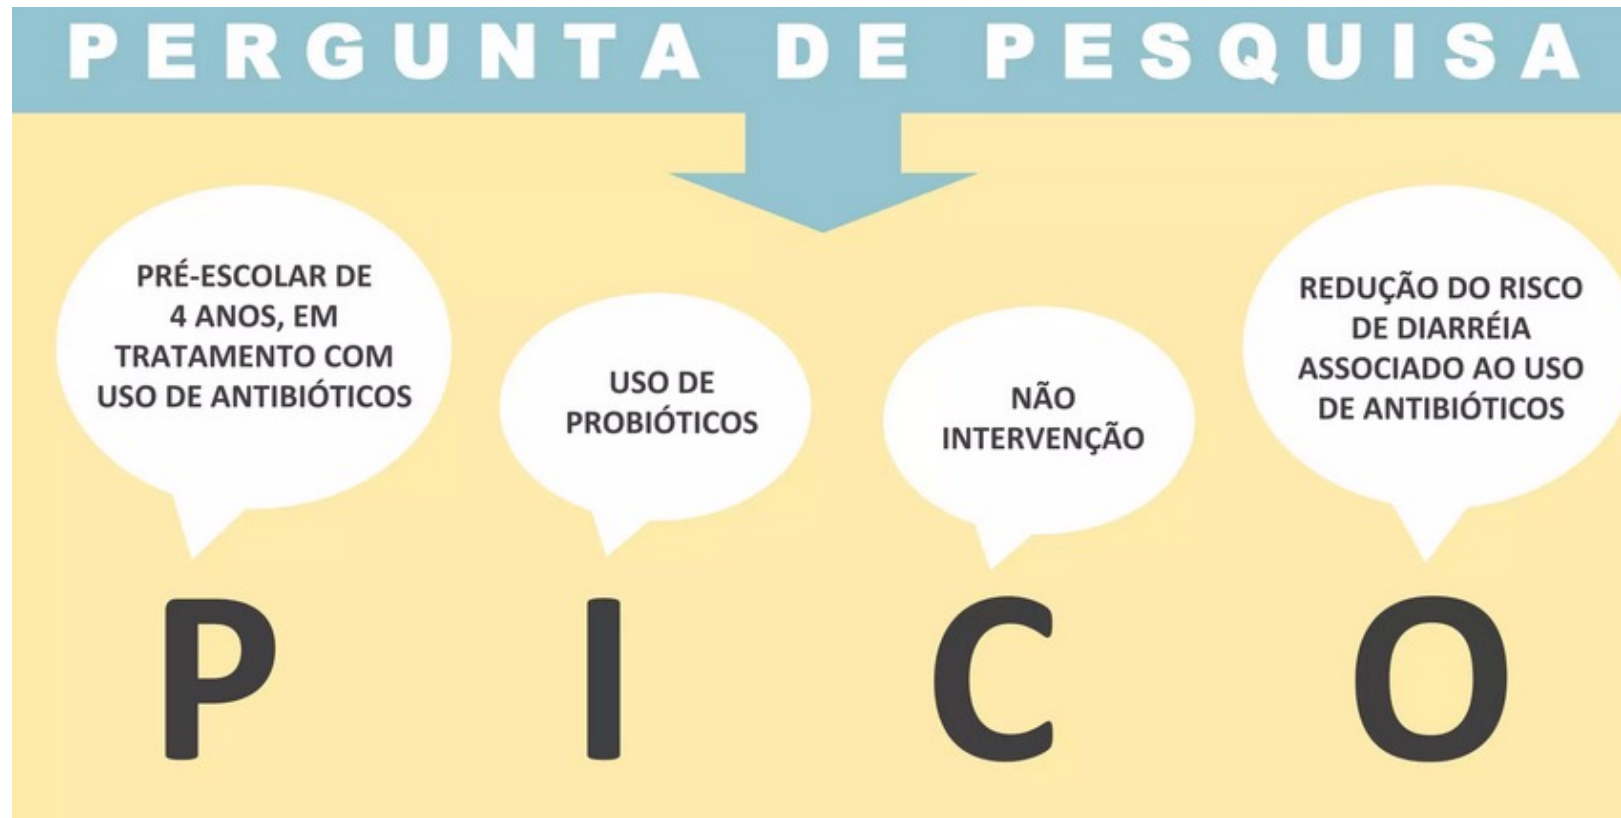 PERGUNTA DE PESQUISA
PRÉ-ESCOLAR DE
4 ANOS, EM
TRATAMENTO COM
USO DE ANTIBIÓTICOS
USO DE
PROBIÓTICOS
NÃO
INTERVENÇÃO
REDUÇÃO DO RISCO
DE DIARRÉIA
ASSOCIADO AO USO
DE ANTIBIÓTICOS
P I C O